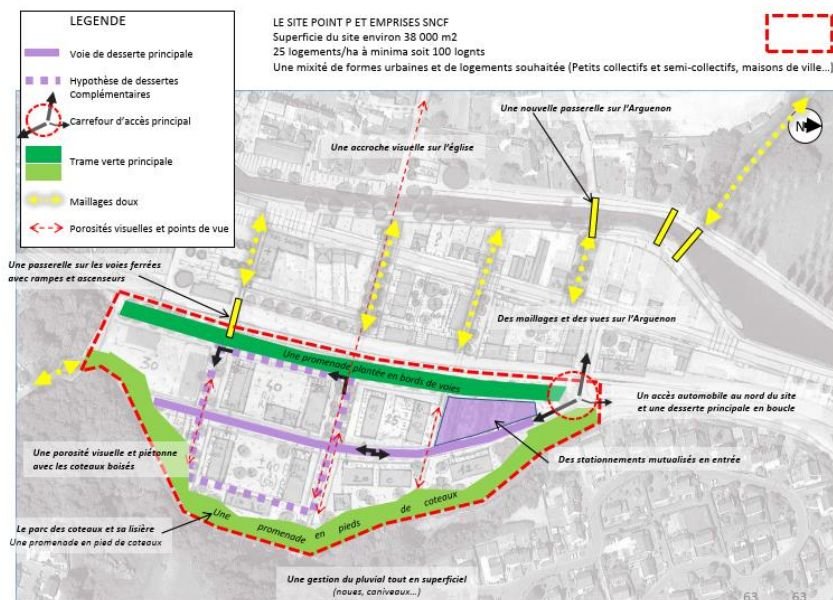 LEGENDE
Voie de desserte principale
Hypothèse de dessertes
Complémentaires
Carrefour d'accès principal
Trame verte principale
Maillages doux
Porosités visuelles et points de vue
LE SITE POINT P ET EMPRISES SNCF
Superficie du site environ 38 000 m2
25 logements/ha à minima soit 100 lognts
Une mixité de formes urbaines et de logements souhaitée (Petits collectifs et semi-collectifs, maisons de ville…)
Une nouvelle passerelle sur l'Arguenon
N
Une accroche visuelle sur l'église
Une passerelle sur les voies ferrées
avec rampes et ascenseurs
Des maillages et des vues sur l'Arguenon
Une promenade plantée en bords de voies
30
Un accès automobile au nord du site
et une desserte principale en boucle
Une porosité visuelle et piétonne
avec les coteaux boisés
Des stationnements mutualisés en entrée
Le parc des coteaux et sa lisière
Une promenade en pied de coteaux
Une promenade en pieds de coteaux
Une gestion du pluvial tout en superficiel
(noues, caniveaux…)
63 63